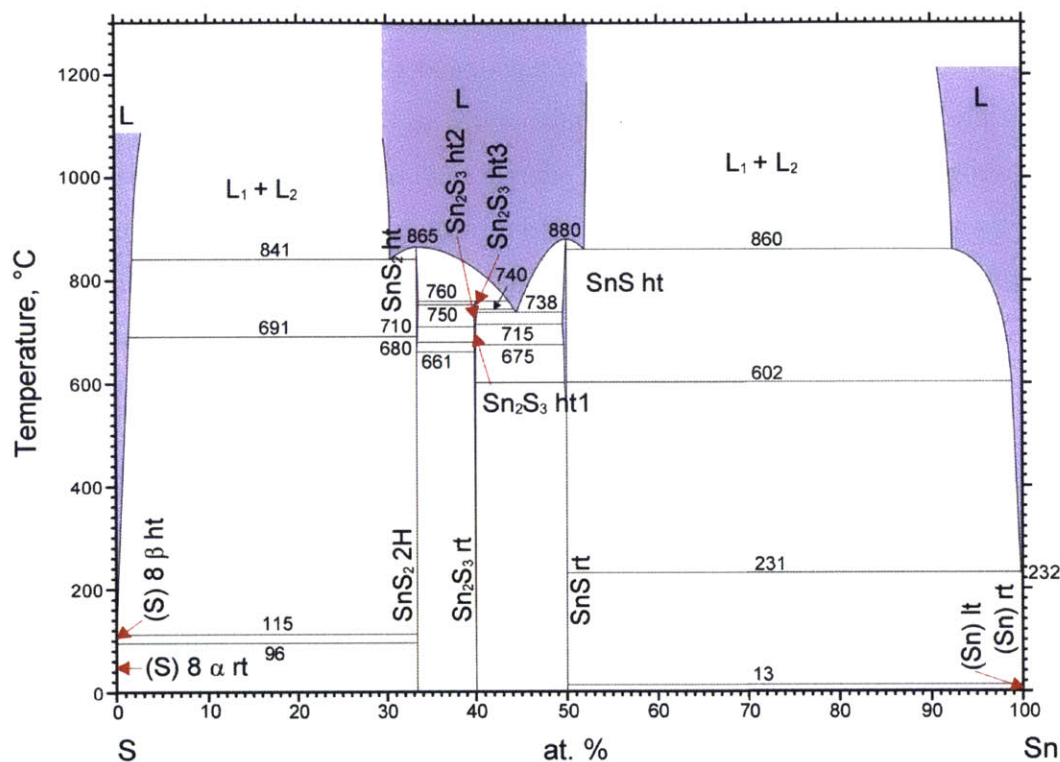 Temperature, °C
1200
1000
800
600
400
200
0
L
L
L
L₁ + L₂
L₁ + L₂
841
691
SnS₂ ht
865
Sn₂S₃ ht2
Sn₂S₃ ht3
880
740
760
738
750
710
715
680
675
661
Sn₂S₃ ht1
860
SnS ht
602
(S) 8 β ht
115
96
(S) 8 α rt
SnS₂ 2H
Sn₂S₃ rt
SnS rt
231
232
(Sn) lt
(Sn) rt
13
0 10 20 30 40 50 60 70 80 90 100
S at. % Sn